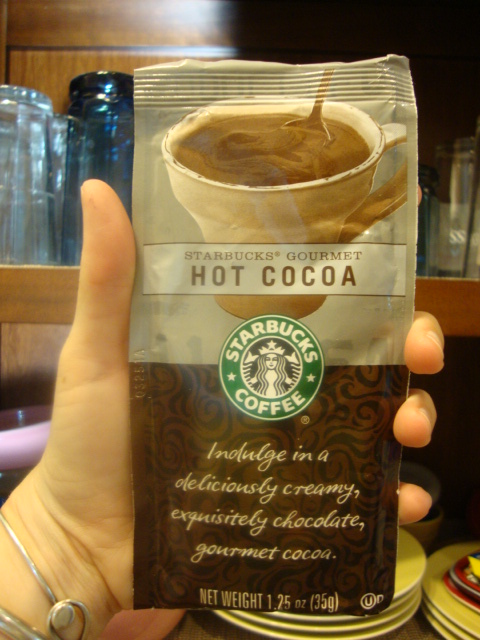 STARBUCKS® GOURMET
HOT COCOA
STARBUCKS
COFFEE
®
Indulge in a
deliciously creamy,
exquisitely chocolate,
gourmet cocoa.
NET WEIGHT 1.25 oz (35g) UD